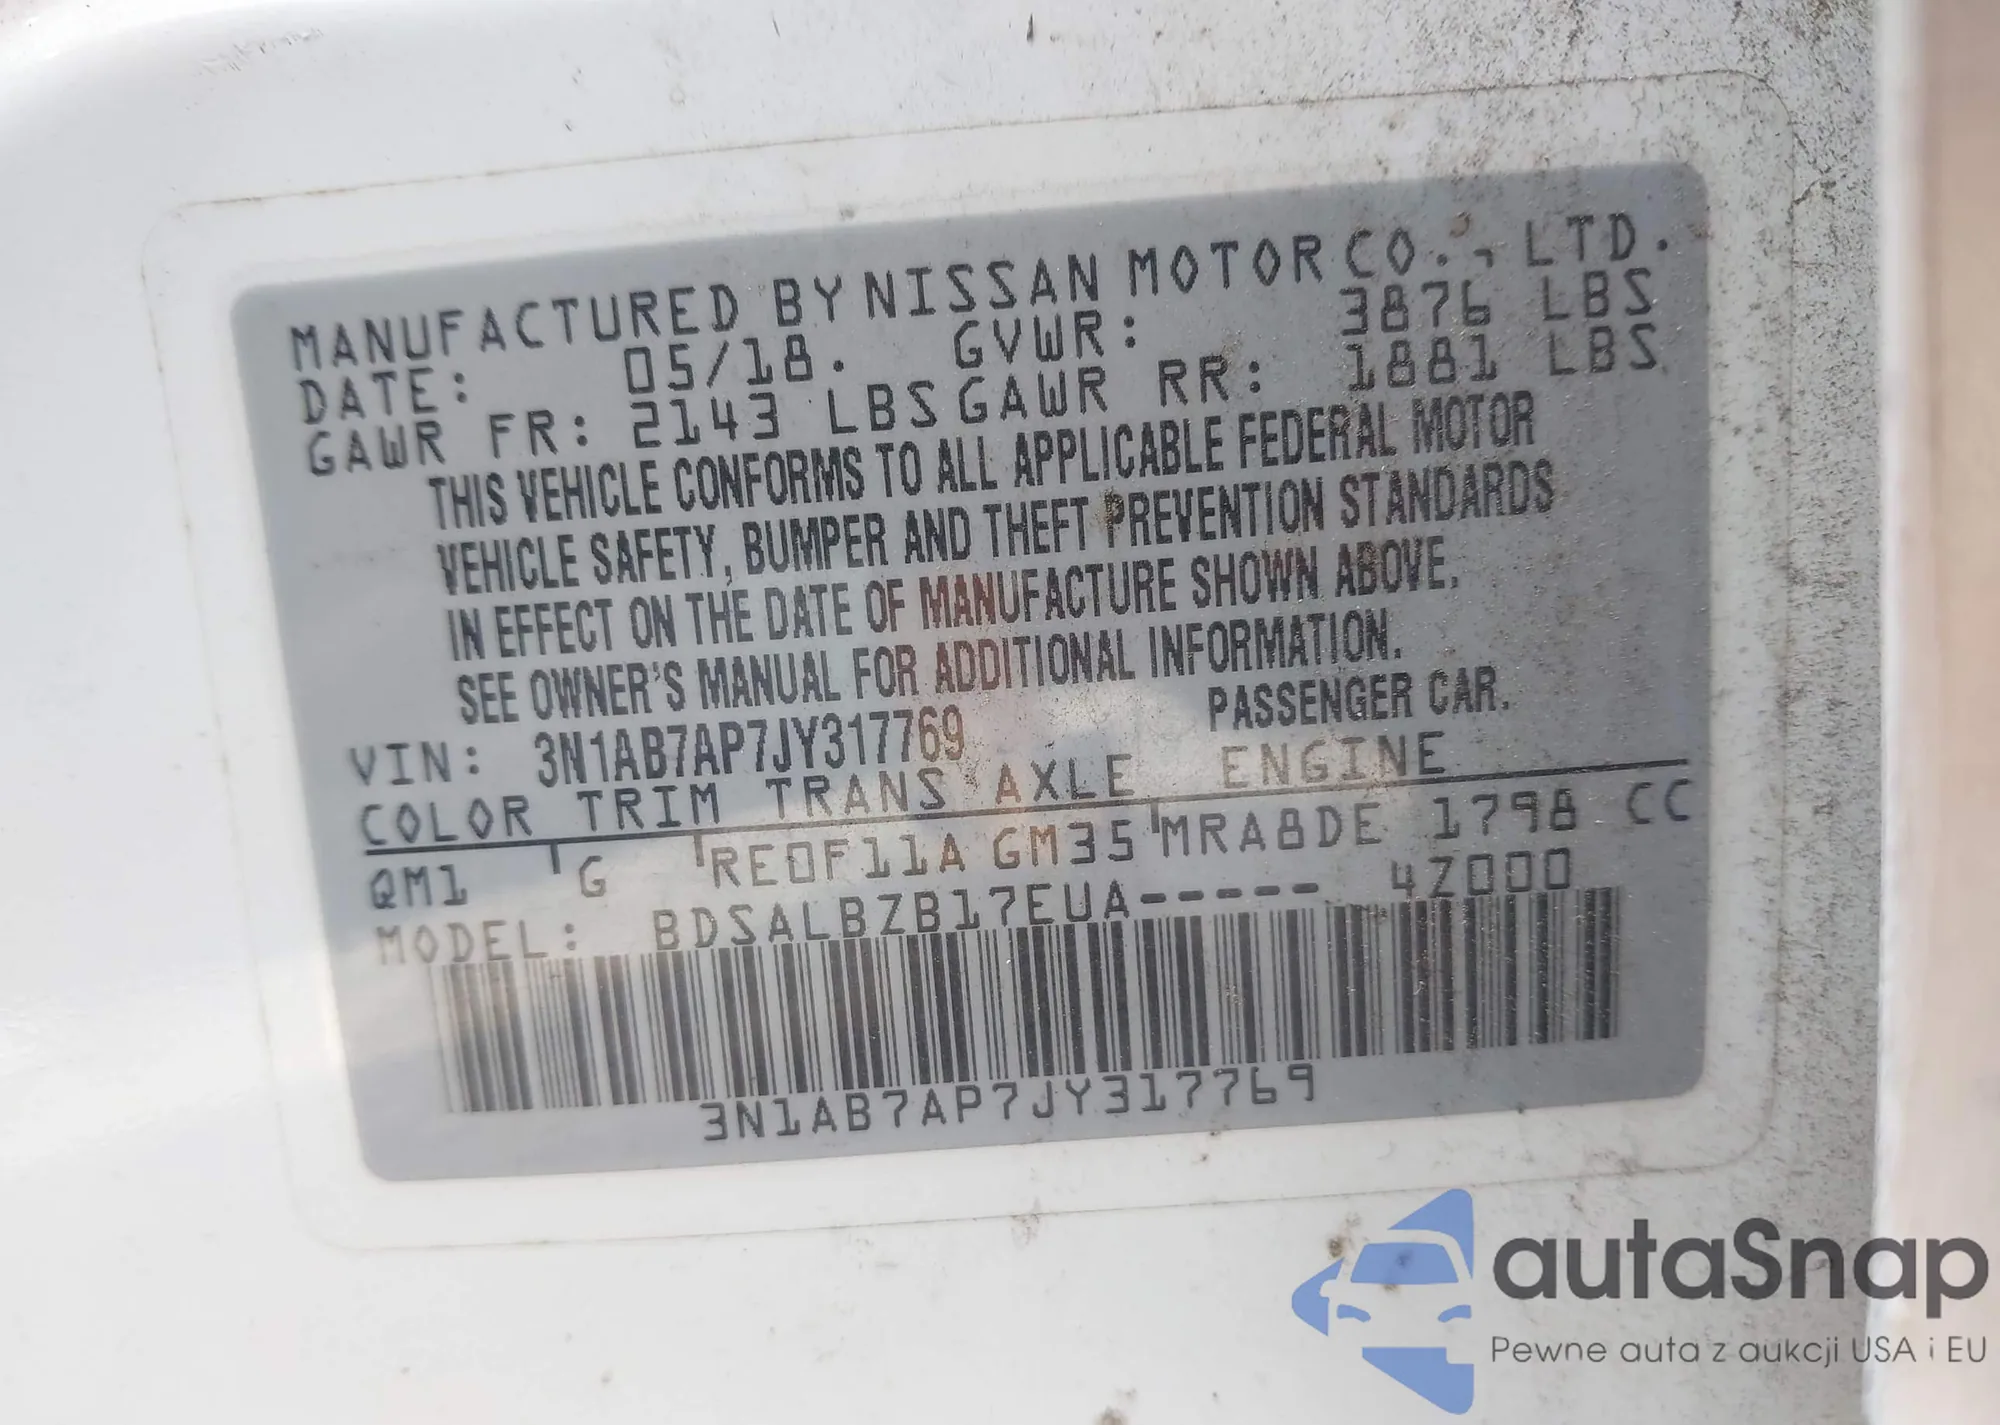 MANUFACTURED BY NISSAN MOTOR CO., LTD.
DATE: 05/18. GVWR: 3876 LBS
GAWR FR: 2143 LBS GAWR RR: 1881 LBS
THIS VEHICLE CONFORMS TO ALL APPLICABLE FEDERAL MOTOR
VEHICLE SAFETY, BUMPER AND THEFT PREVENTION STANDARDS
IN EFFECT ON THE DATE OF MANUFACTURE SHOWN ABOVE.
SEE OWNER'S MANUAL FOR ADDITIONAL INFORMATION.
PASSENGER CAR.
VIN: 3N1AB7AP7JY317769
COLOR TRIM TRANS AXLE ENGINE
QM1 G RE0F11A GM35 MRA8DE 1798 CC
MODEL: BDSALBZB17EUA----- 4Z000
3N1AB7AP7JY317769
autaSnap
Pewne auta z aukcji USA i EU